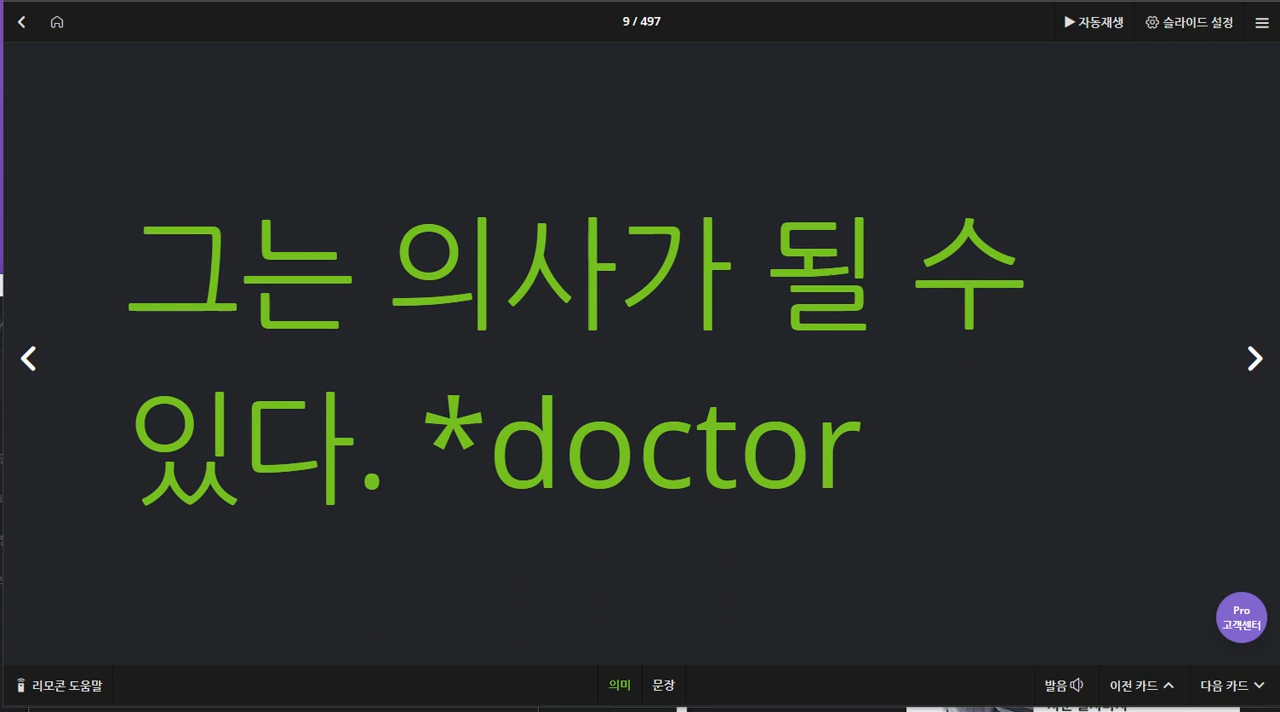 9 / 497
자동재생
슬라이드 설정
그는 의사가 될 수
있다. *doctor
Pro
고객센터
리모콘 도움말
의미
문장
발음
이전 카드
다음 카드